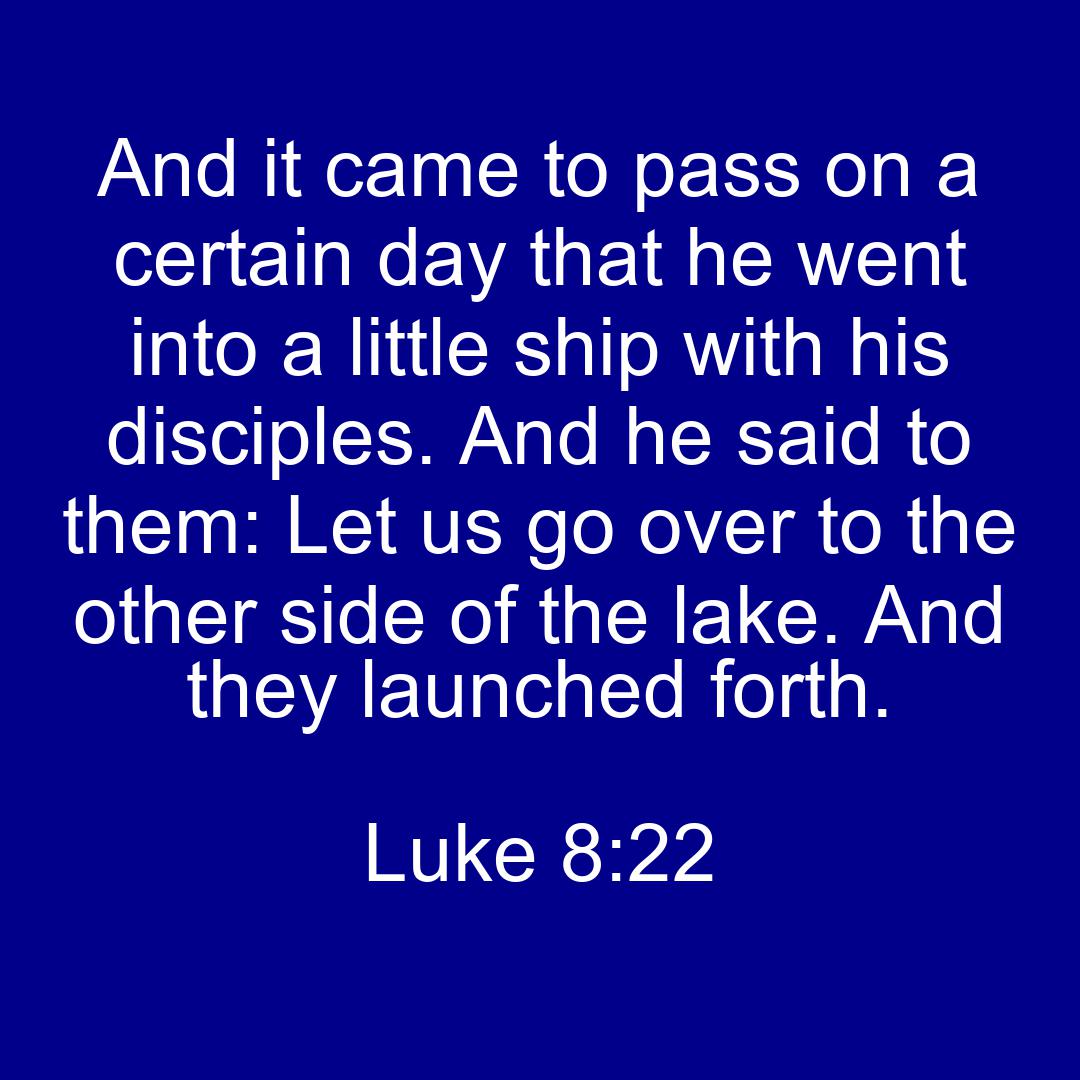 And it came to pass on a
certain day that he went
into a little ship with his
disciples. And he said to
them: Let us go over to the
other side of the lake. And
they launched forth.
Luke 8:22